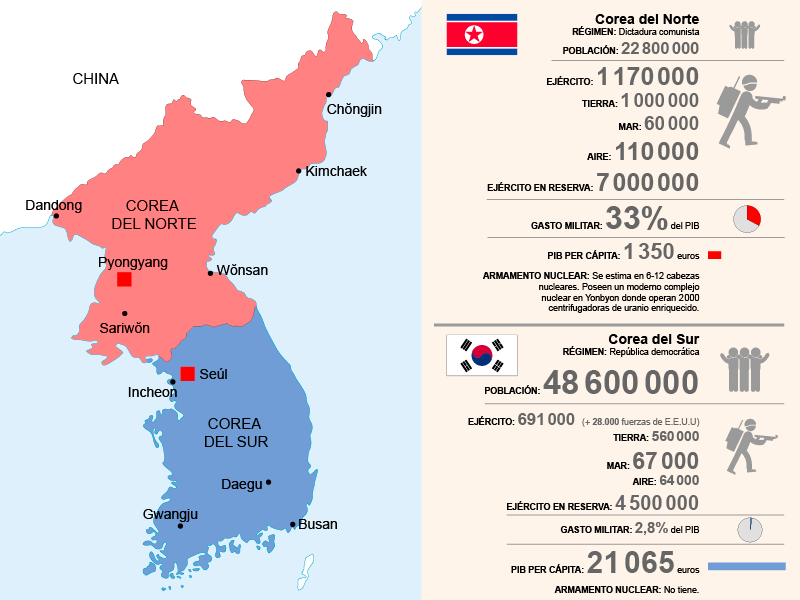 CHINA
Chŏngjin
Kimchaek
Dandong
COREA
DEL NORTE
Pyongyang
Wŏnsan
Sariwŏn
Seúl
Incheon
COREA
DEL SUR
Daegu
Gwangju
Busan
Corea del Norte
RÉGIMEN: Dictadura comunista
POBLACIÓN: 22 800 000
EJÉRCITO: 1 170 000
TIERRA: 1 000 000
MAR: 60 000
AIRE: 110 000
EJÉRCITO EN RESERVA: 7 000 000
GASTO MILITAR: 33% del PIB
PIB PER CÁPITA: 1 350 euros
ARMAMENTO NUCLEAR: Se estima en 6-12 cabezas
nucleares. Poseen un moderno complejo
nuclear en Yonbyon donde operan 2000
centrifugadoras de uranio enriquecido.
Corea del Sur
RÉGIMEN: República democrática
POBLACIÓN: 48 600 000
EJÉRCITO: 691 000 (+ 28.000 fuerzas de E.E.U.U)
TIERRA: 560 000
MAR: 67 000
AIRE: 64 000
EJÉRCITO EN RESERVA: 4 500 000
GASTO MILITAR: 2,8% del PIB
PIB PER CÁPITA: 21 065 euros
ARMAMENTO NUCLEAR: No tiene.